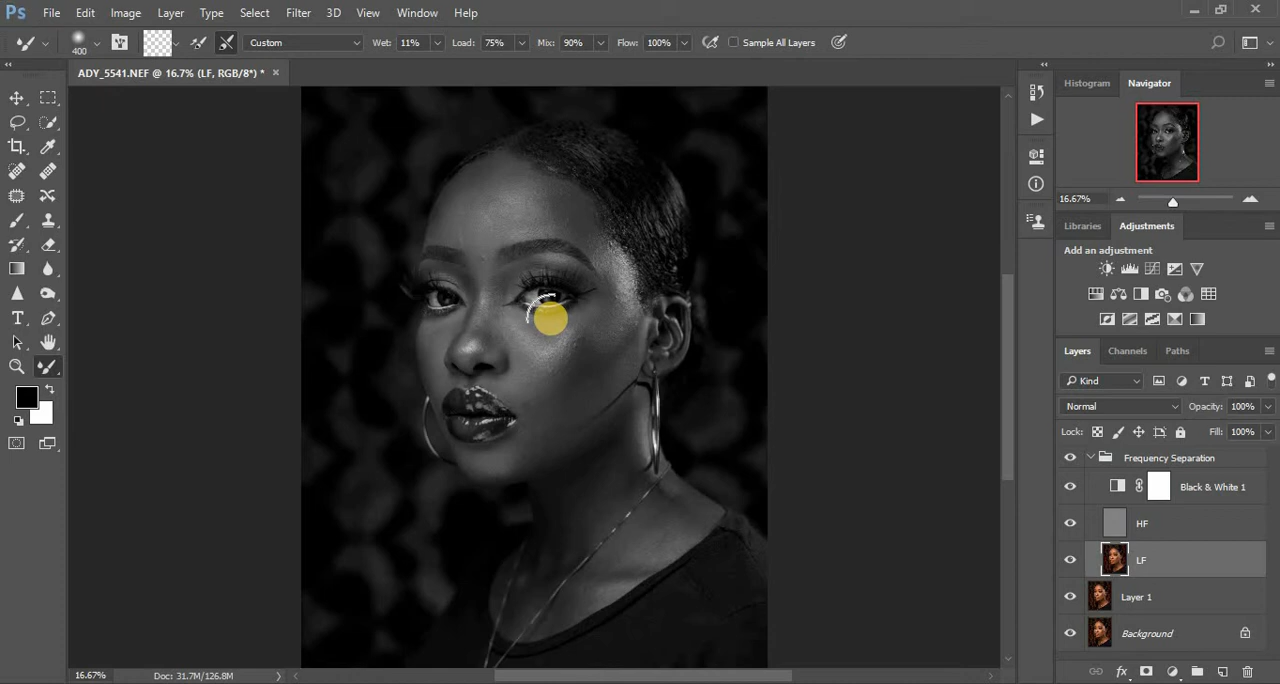 Ps File Edit Image Layer Type Select Filter 3D View Window Help
400 Custom Wet: 11% Load: 75% Mix: 90% Flow: 100% Sample All Layers
ADY_5541.NEF @ 16.7% (LF, RGB/8*) *
Histogram Navigator
16.67%
Libraries Adjustments
Add an adjustment
Layers Channels Paths
Kind
Normal Opacity: 100%
Lock: Fill: 100%
Frequency Separation
Black & White 1
HF
LF
Layer 1
Background
fx
T
16.67% Doc: 31.7M/126.8M